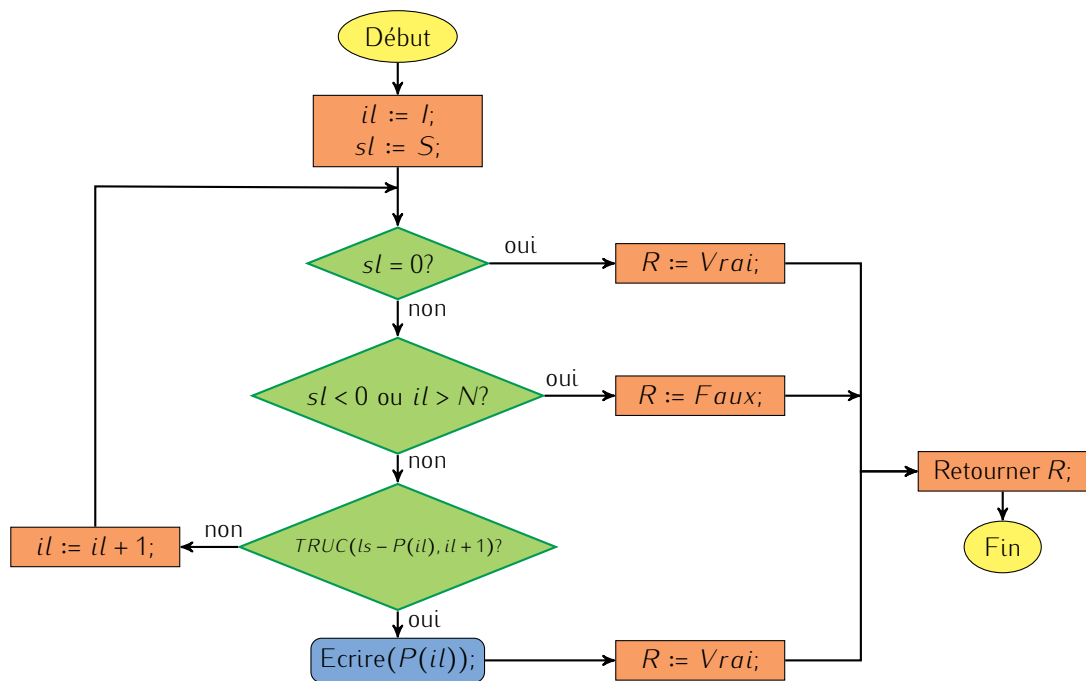 Début
il := I;
sl := S;
sl = 0?
oui
R := Vrai;
non
sl < 0 ou il > N?
oui
R := Faux;
non
Retourner R;
il := il + 1;
non
TRUC(ls − P(il), il + 1)?
Fin
oui
Ecrire(P(il));
R := Vrai;